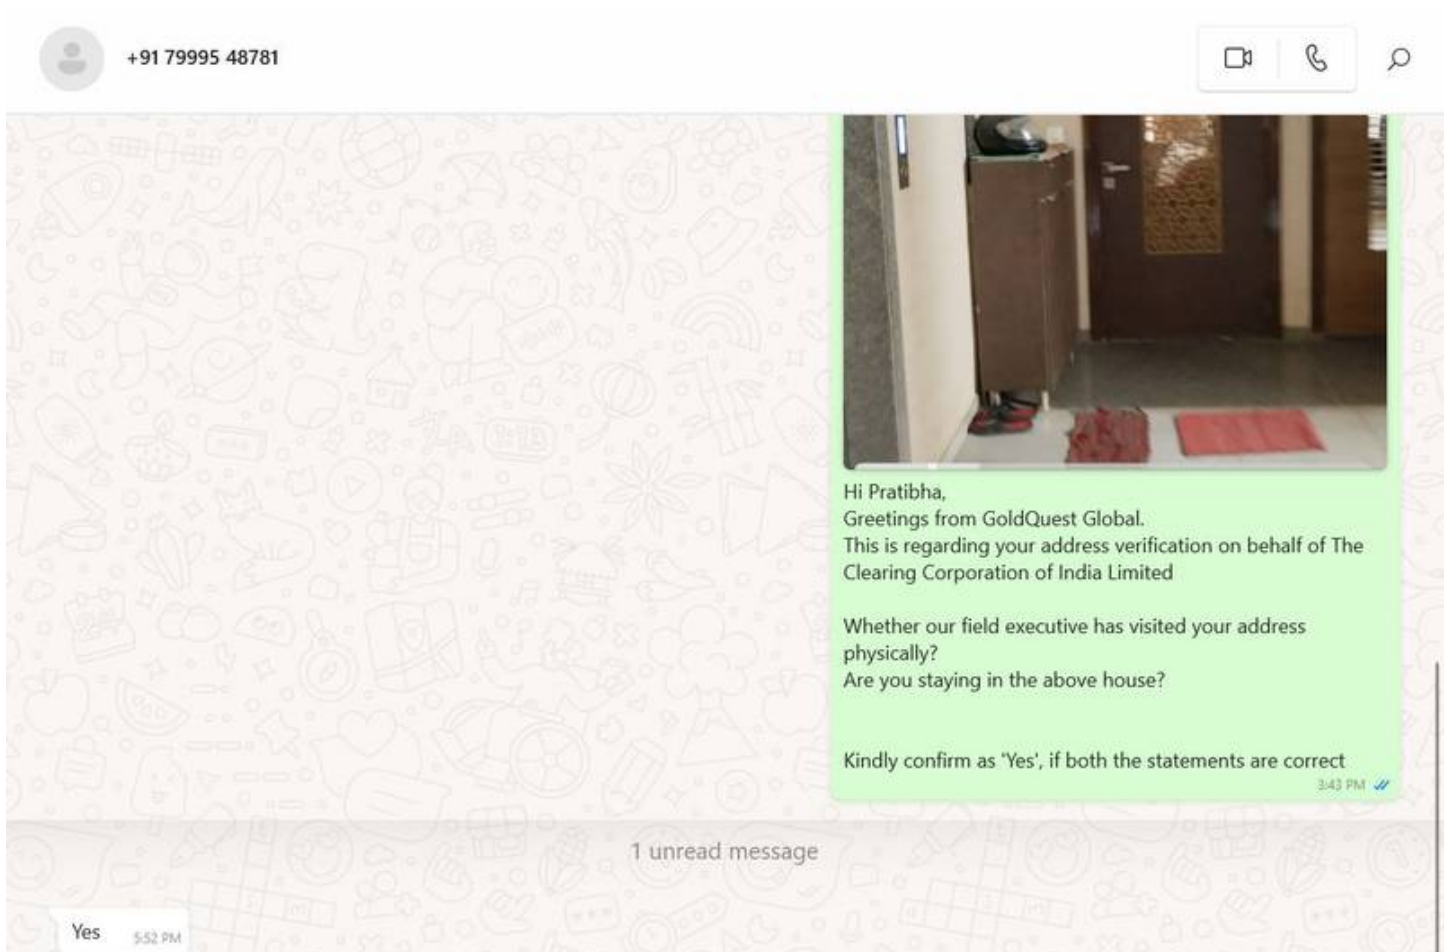 +91 79995 48781
Hi Pratibha,
Greetings from GoldQuest Global.
This is regarding your address verification on behalf of The
Clearing Corporation of India Limited
Whether our field executive has visited your address
physically?
Are you staying in the above house?
Kindly confirm as 'Yes', if both the statements are correct
3:43 PM
1 unread message
Yes
5:52 PM